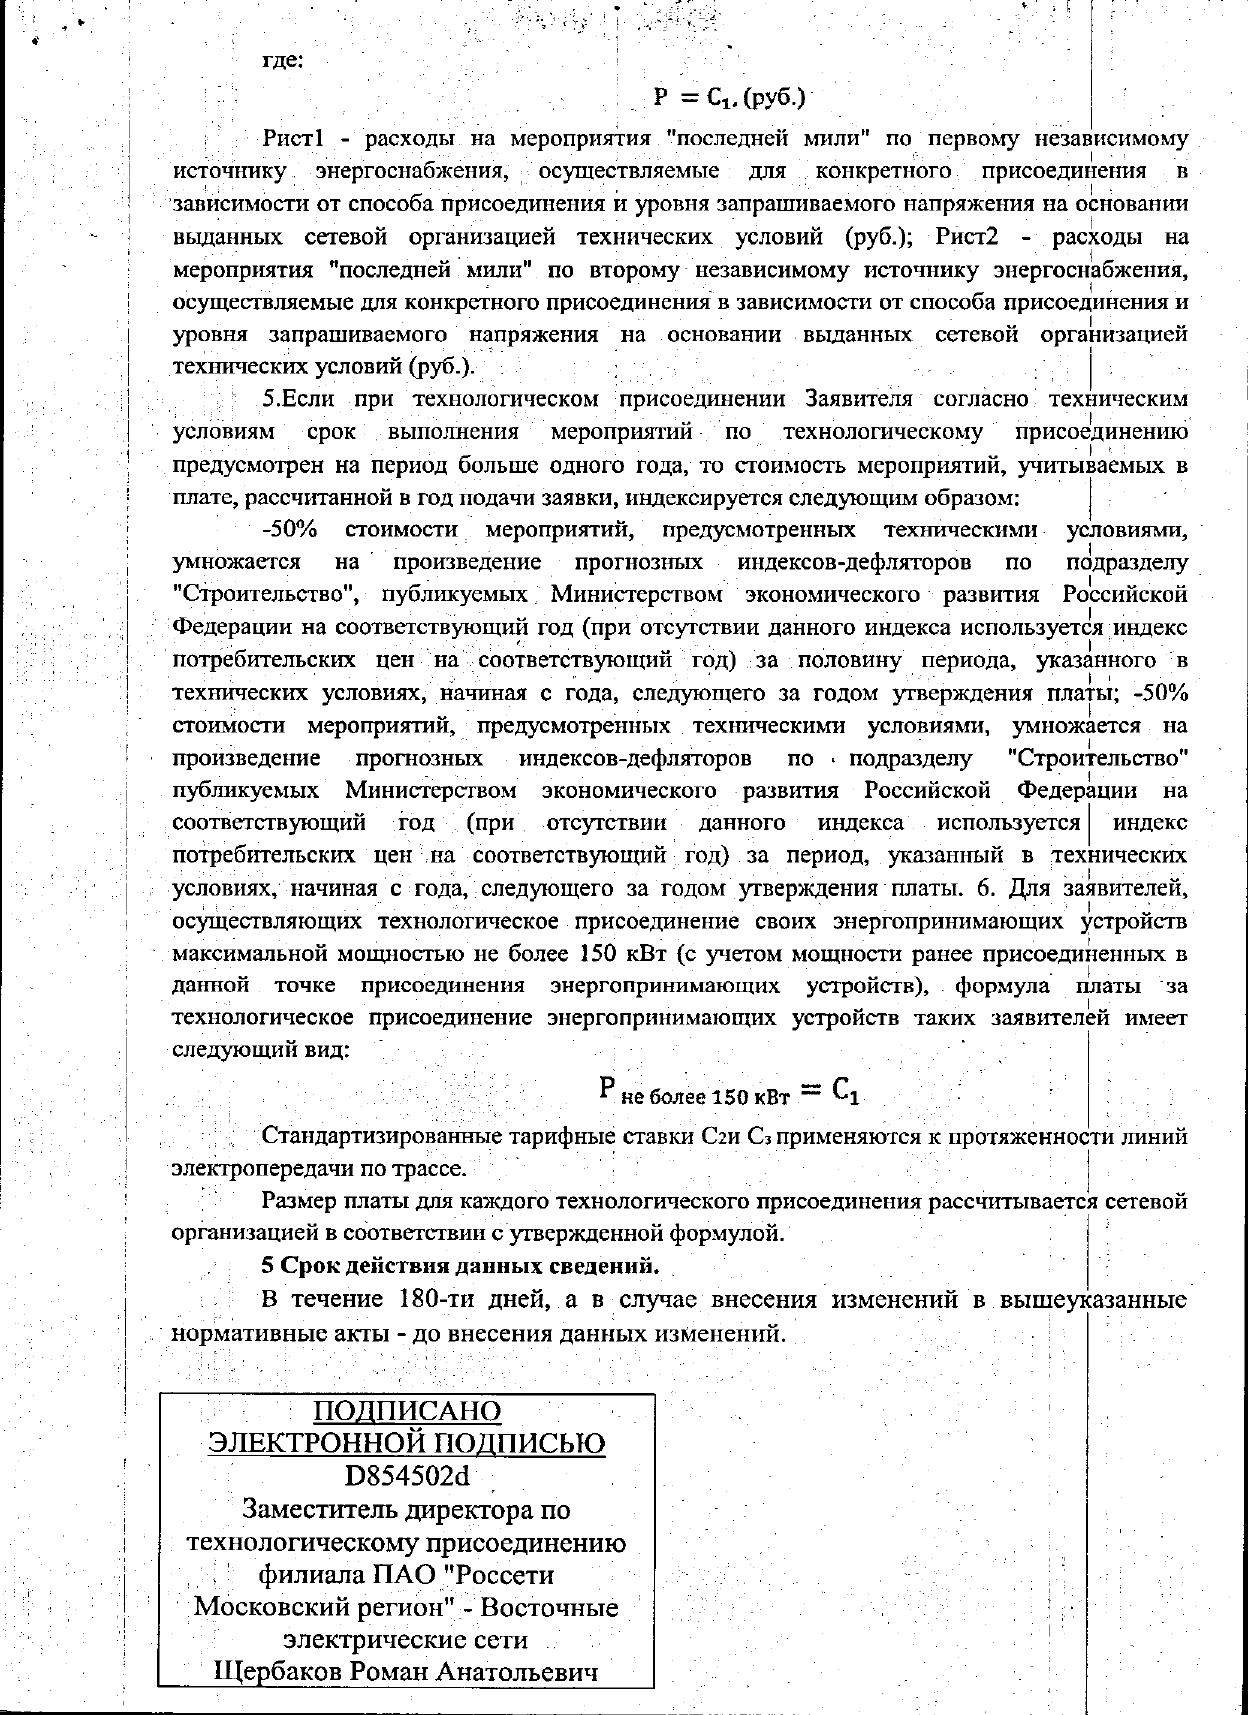 где:
P = C₁, (руб.)
Рист1 - расходы на мероприятия "последней мили" по первому независимому
источнику энергоснабжения, осуществляемые для конкретного присоединения в
зависимости от способа присоединения и уровня запрашиваемого напряжения на основании
выданных сетевой организацией технических условий (руб.); Рист2 - расходы на
мероприятия "последней мили" по второму независимому источнику энергоснабжения,
осуществляемые для конкретного присоединения в зависимости от способа присоединения и
уровня запрашиваемого напряжения на основании выданных сетевой организацией
технических условий (руб.).
5.Если при технологическом присоединении Заявителя согласно техническим
условиям срок выполнения мероприятий по технологическому присоединению
предусмотрен на период больше одного года, то стоимость мероприятий, учитываемых в
плате, рассчитанной в год подачи заявки, индексируется следующим образом:
-50% стоимости мероприятий, предусмотренных техническими условиями,
умножается на произведение прогнозных индексов-дефляторов по подразделу
"Строительство", публикуемых Министерством экономического развития Российской
Федерации на соответствующий год (при отсутствии данного индекса используется индекс
потребительских цен на соответствующий год) за половину периода, указанного в
технических условиях, начиная с года, следующего за годом утверждения платы; -50%
стоимости мероприятий, предусмотренных техническими условиями, умножается на
произведение прогнозных индексов-дефляторов по подразделу "Строительство"
публикуемых Министерством экономического развития Российской Федерации на
соответствующий год (при отсутствии данного индекса используется индекс
потребительских цен на соответствующий год) за период, указанный в технических
условиях, начиная с года, следующего за годом утверждения платы. 6. Для заявителей,
осуществляющих технологическое присоединение своих энергопринимающих устройств
максимальной мощностью не более 150 кВт (с учетом мощности ранее присоединенных в
данной точке присоединения энергопринимающих устройств), формула платы за
технологическое присоединение энергопринимающих устройств таких заявителей имеет
следующий вид:
P не более 150 кВт = C₁
Стандартизированные тарифные ставки С₂и С₃ применяются к протяженности линий
электропередачи по трассе.
Размер платы для каждого технологического присоединения рассчитывается сетевой
организацией в соответствии с утвержденной формулой.
5 Срок действия данных сведений.
В течение 180-ти дней, а в случае внесения изменений в вышеуказанные
нормативные акты - до внесения данных изменений.
ПОДПИСАНО
ЭЛЕКТРОННОЙ ПОДПИСЬЮ
D854502d
Заместитель директора по
технологическому присоединению
филиала ПАО "Россети
Московский регион" - Восточные
электрические сети
Щербаков Роман Анатольевич